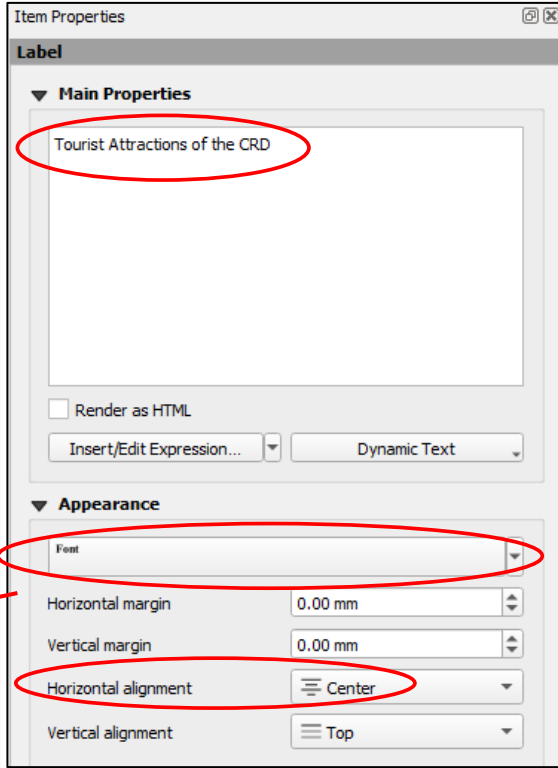 Item Properties
Label
Main Properties
Tourist Attractions of the CRD
Render as HTML
Insert/Edit Expression... Dynamic Text
Appearance
Font
Horizontal margin 0.00 mm
Vertical margin 0.00 mm
Horizontal alignment Center
Vertical alignment Top